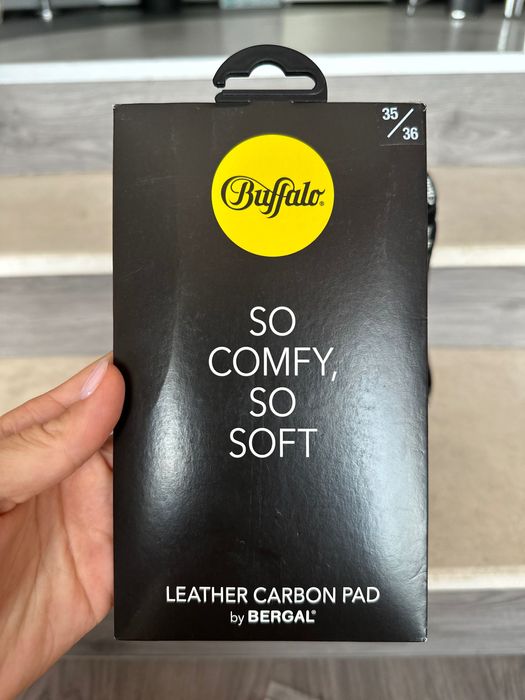 35/36
Buffalo®
SO
COMFY,
SO
SOFT
LEATHER CARBON PAD
by BERGAL®